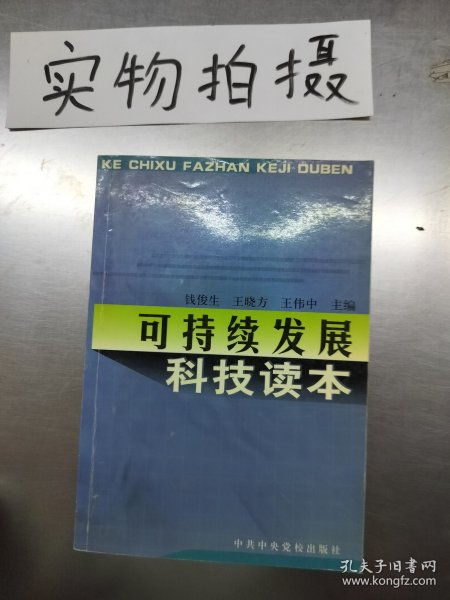 实物拍摄
KE CHIXU FAZHAN KEJI DUBEN
钱俊生 王晓方 王伟中 主编
可持续发展
科技读本
中共中央党校出版社
孔夫子旧书网
www.kongfz.com